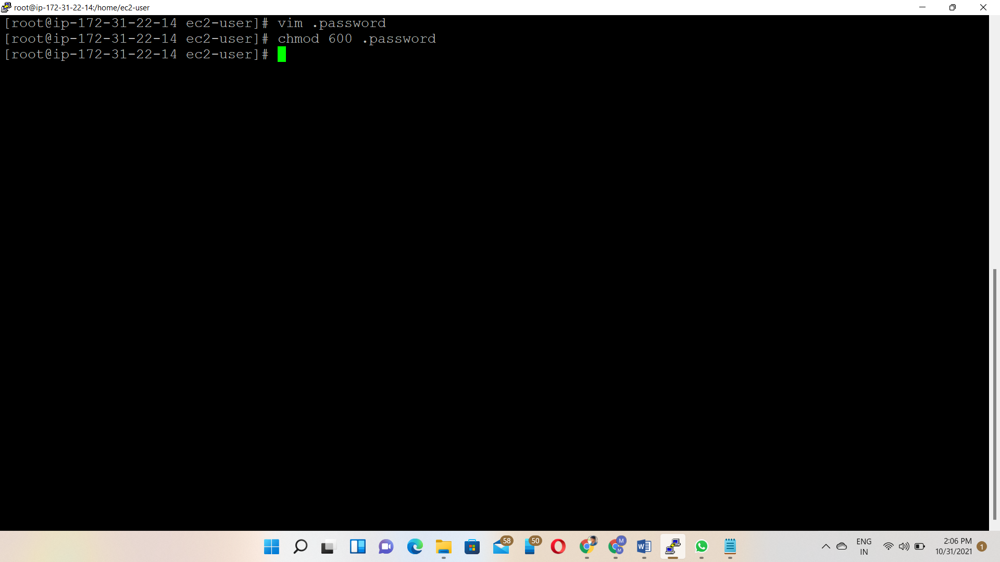 root@ip-172-31-22-14:/home/ec2-user
[root@ip-172-31-22-14 ec2-user]# vim .password
[root@ip-172-31-22-14 ec2-user]# chmod 600 .password
[root@ip-172-31-22-14 ec2-user]#
58
50
M
M
W
ENG
IN
2:06 PM
10/31/2021
1